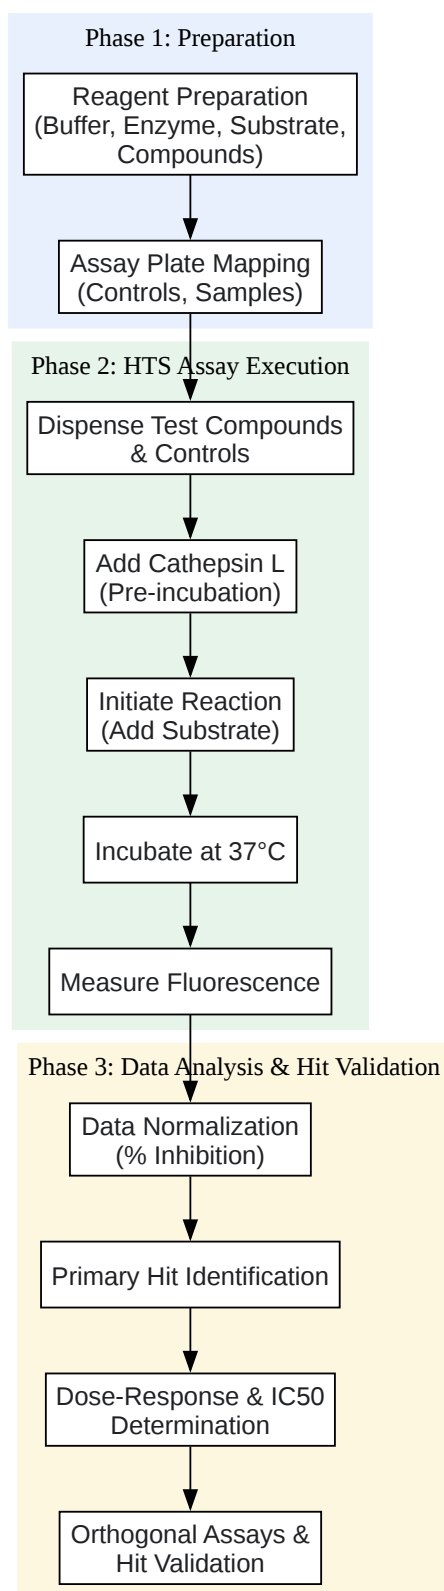 Phase 1: Preparation
Reagent Preparation
(Buffer, Enzyme, Substrate,
Compounds)
Assay Plate Mapping
(Controls, Samples)
Phase 2: HTS Assay Execution
Dispense Test Compounds
& Controls
Add Cathepsin L
(Pre-incubation)
Initiate Reaction
(Add Substrate)
Incubate at 37°C
Measure Fluorescence
Phase 3: Data Analysis & Hit Validation
Data Normalization
(% Inhibition)
Primary Hit Identification
Dose-Response & IC50
Determination
Orthogonal Assays &
Hit Validation